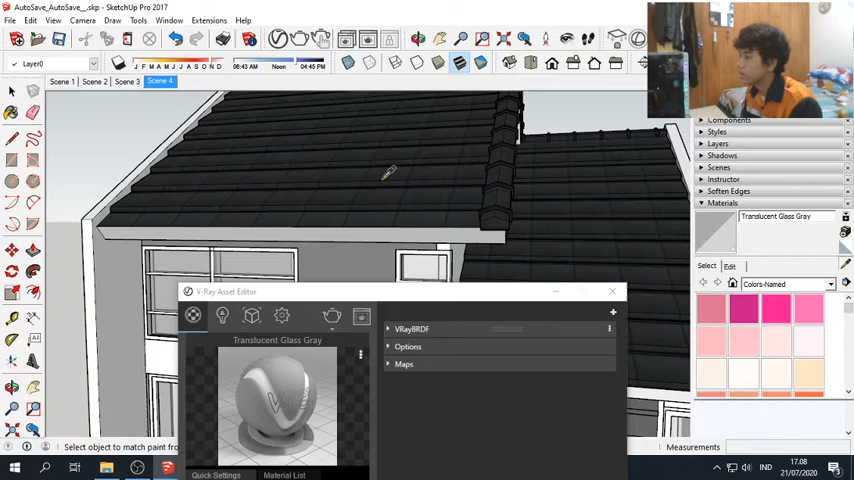 AutoSave_AutoSave__.skp - SketchUp Pro 2017
File Edit View Camera Draw Tools Window Extensions Help
Layer0
J F M A M J J A S O N D
06:43 AM Noon 04:45 PM
Scene 1 Scene 2 Scene 3 Scene 4
Components
Styles
Layers
Shadows
Scenes
Instructor
Soften Edges
Materials
Translucent Glass Gray
Select Edit
Colors-Named
V-Ray Asset Editor
Translucent Glass Gray
VRayBRDF
Options
Maps
Quick Settings Material List
Select object to match paint from
Measurements
IND
17.08
21/07/2020
3